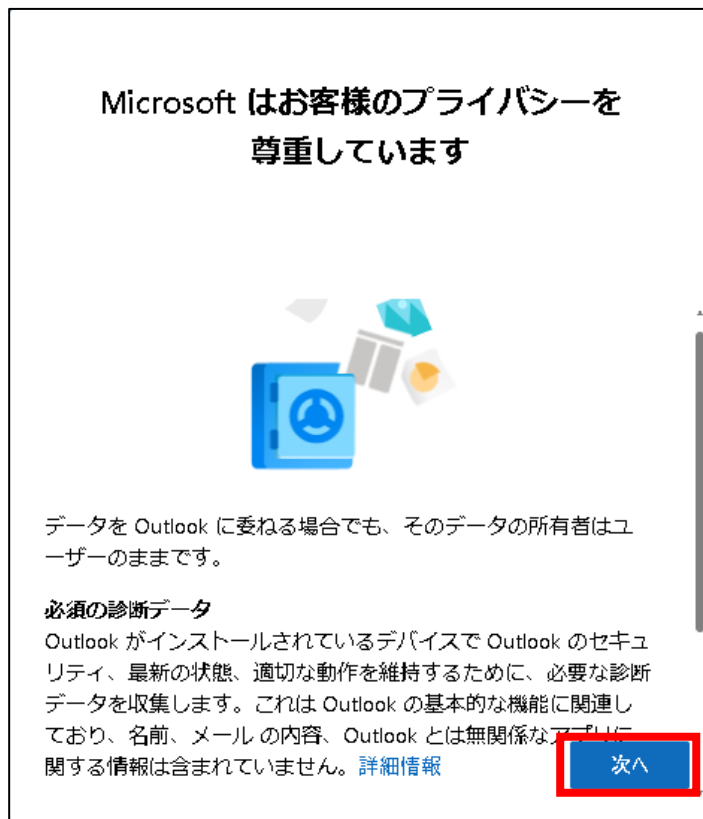 Microsoft はお客様のプライバシーを
尊重しています
データを Outlook に委ねる場合でも、そのデータの所有者はユ
ーザーのままです。
必須の診断データ
Outlook がインストールされているデバイスで Outlook のセキュ
リティ、最新の状態、適切な動作を維持するために、必要な診断
データを収集します。これは Outlook の基本的な機能に関連し
ており、名前、メール の内容、Outlook とは無関係なアプリに
関する情報は含まれていません。詳細情報
次へ